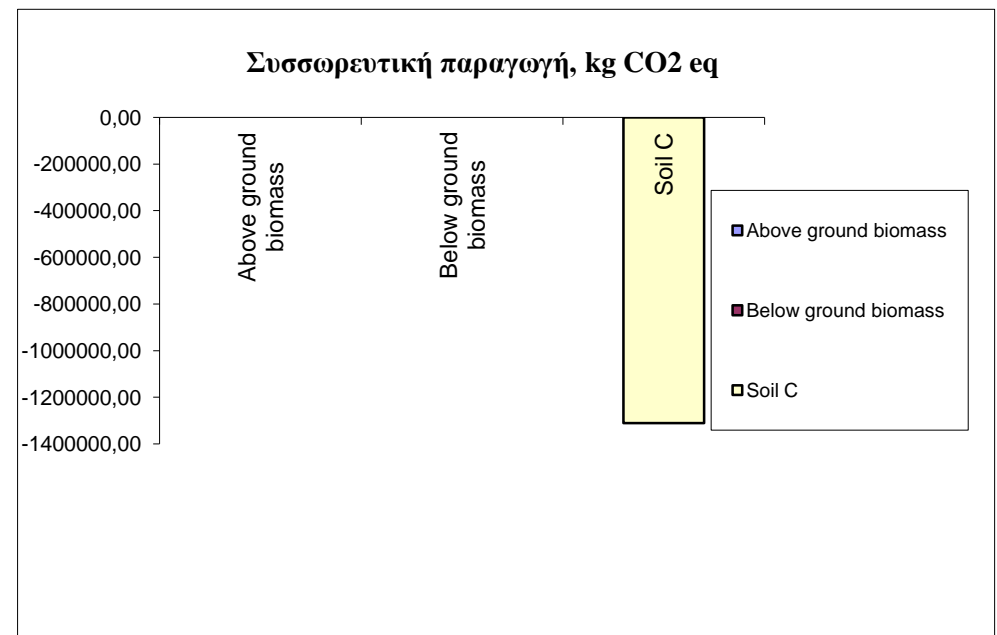 Συσσωρευτική παραγωγή, kg CO2 eq
0,00
-200000,00
-400000,00
-600000,00
-800000,00
-1000000,00
-1200000,00
-1400000,00
Above ground
biomass
Below ground
biomass
Soil C
Above ground biomass
Below ground biomass
Soil C